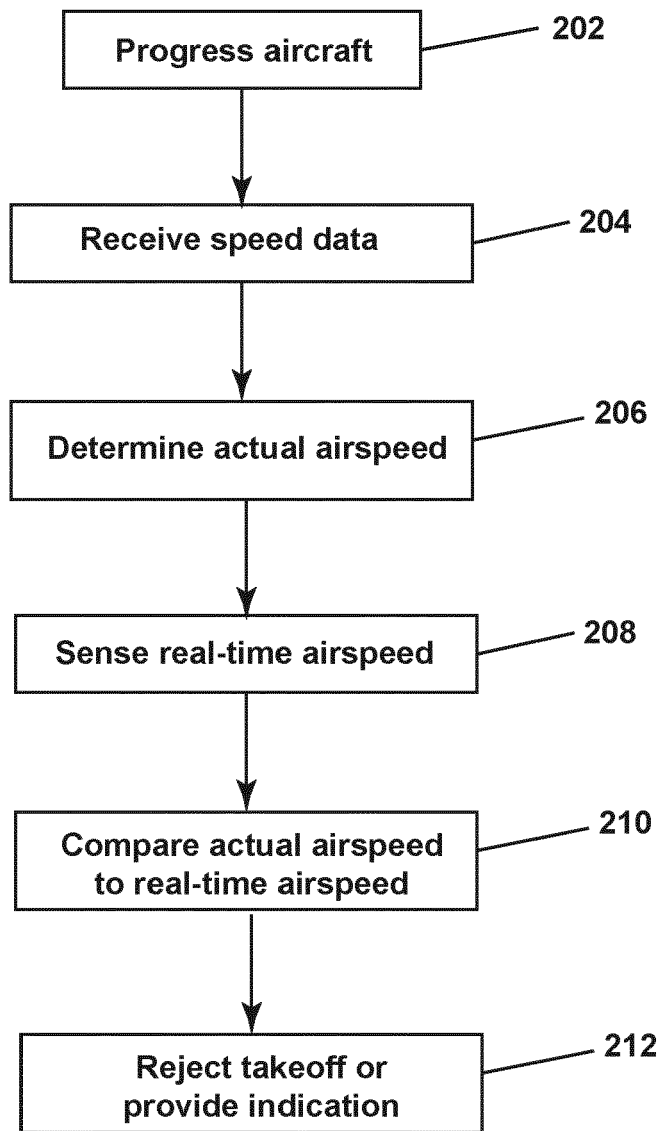 Progress aircraft
202
Receive speed data
204
Determine actual airspeed
206
Sense real-time airspeed
208
Compare actual airspeed
to real-time airspeed
210
Reject takeoff or
provide indication
212